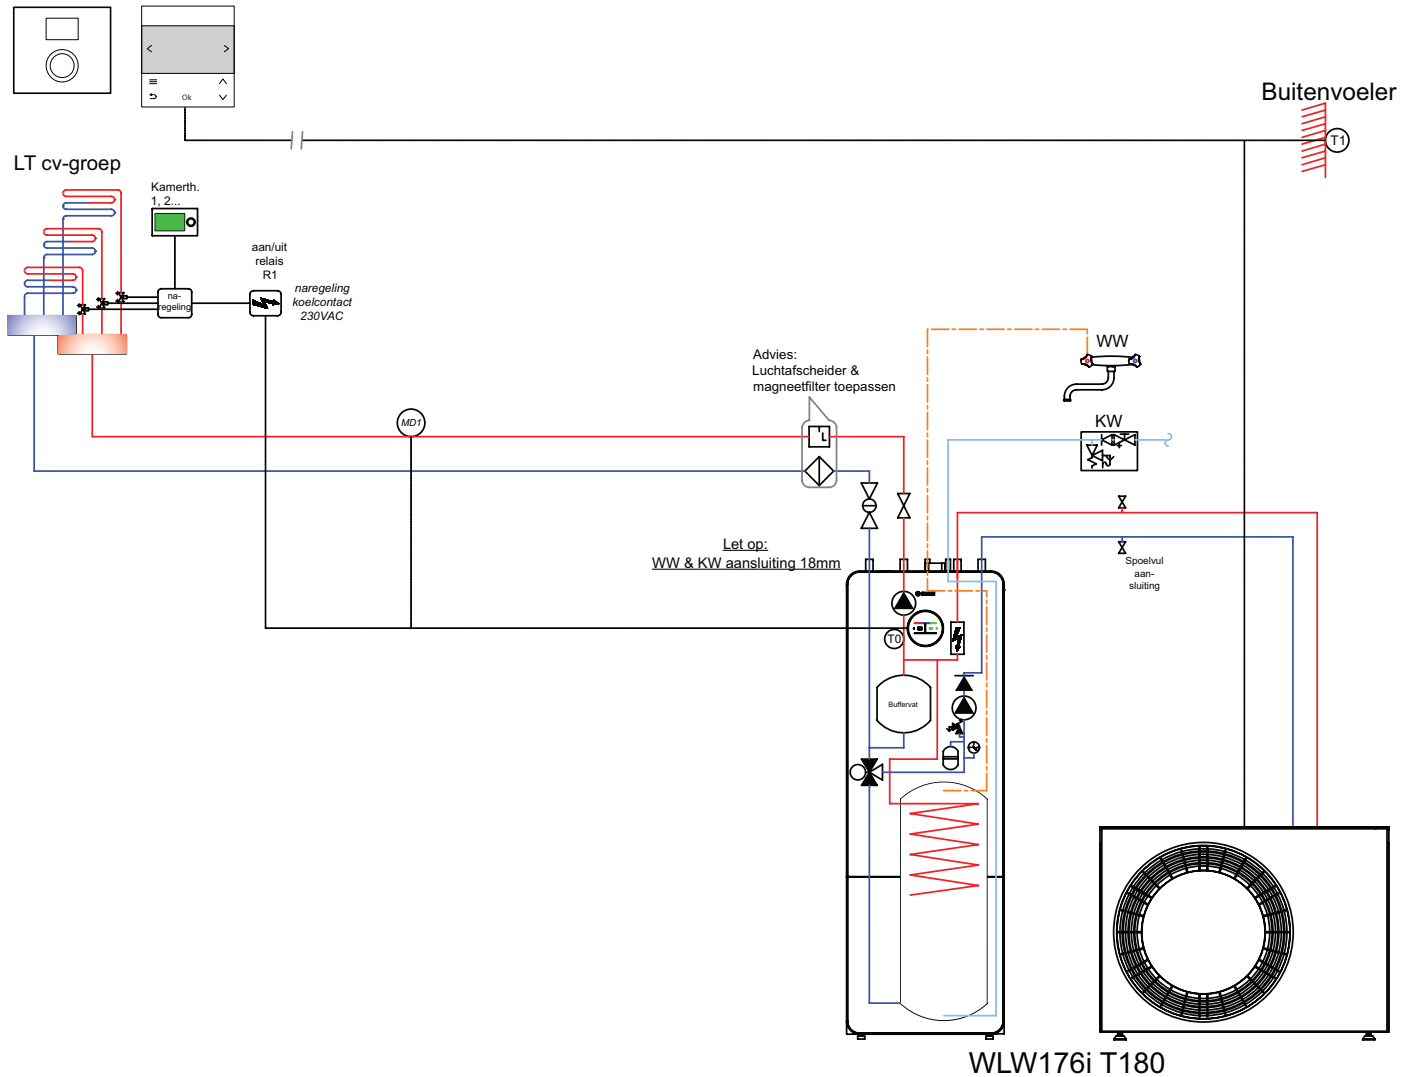 Ok
Buitenvoeler
T1
LT cv-groep
Kamerth.
1, 2...
aan/uit
relais
R1
na-
regeling
naregeling
koelcontact
230VAC
WW
Advies:
Luchtafscheider &
magneetfilter toepassen
MD1
KW
L
Let op:
WW & KW aansluiting 18mm
Spoelvul
aan-
sluiting
T0
Buffervat
WLW176i T180